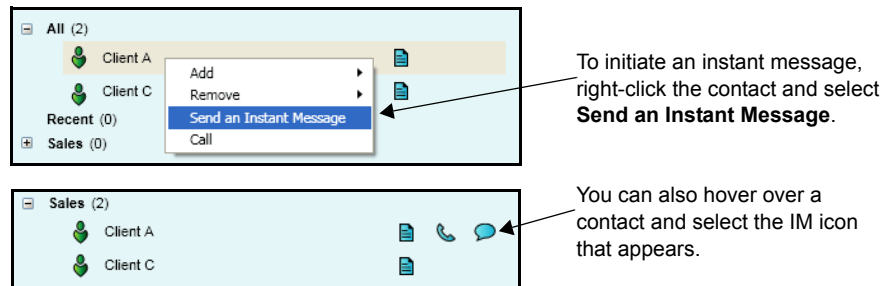 All (2)
Client A
Add
Client C
Remove
Recent (0)
Send an Instant Message
Sales (0)
Call
To initiate an instant message,
right-click the contact and select
Send an Instant Message.
Sales (2)
Client A
Client C
You can also hover over a
contact and select the IM icon
that appears.